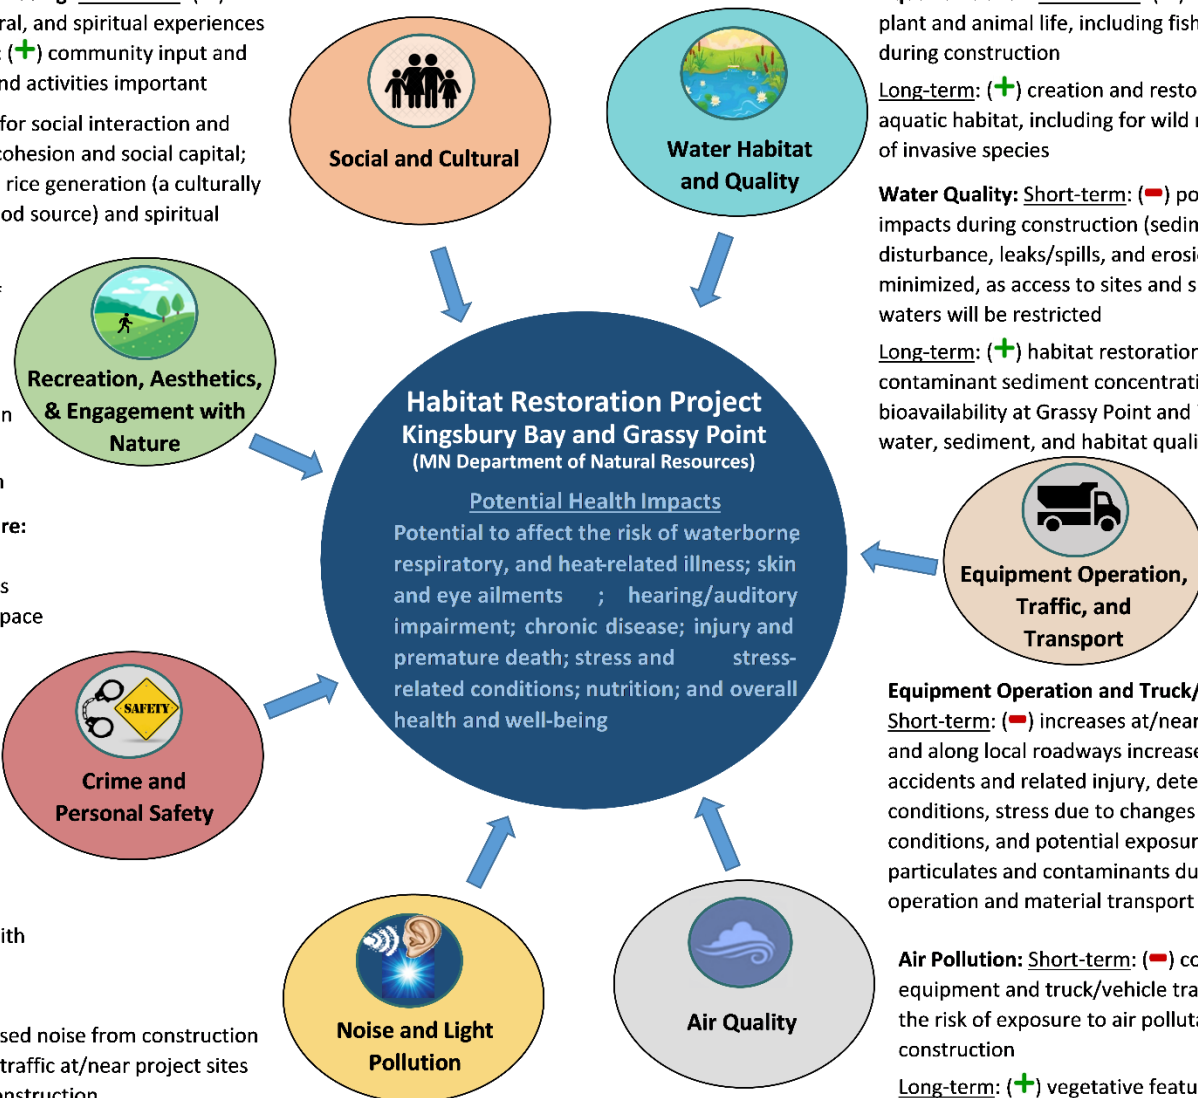 ral, and spiritual experiences
: (+) community input and
nd activities important
for social interaction and
cohesion and social capital;
rice generation (a culturally
od source) and spiritual
Social and Cultural
Water Habitat
and Quality
plant and animal life, including fish
during construction
Long-term: (+) creation and resto
aquatic habitat, including for wild r
of invasive species
Water Quality: Short-term: (-) po
impacts during construction (sedim
disturbance, leaks/spills, and erosi
minimized, as access to sites and s
waters will be restricted
Long-term: (+) habitat restoration
contaminant sediment concentrati
bioavailability at Grassy Point and
water, sediment, and habitat quali
Recreation, Aesthetics,
& Engagement with
Nature
n
n
re:
s
pace
Habitat Restoration Project
Kingsbury Bay and Grassy Point
(MN Department of Natural Resources)
Potential Health Impacts
Potential to affect the risk of waterborne,
respiratory, and heat-related illness; skin
and eye ailments ; hearing/auditory
impairment; chronic disease; injury and
premature death; stress and stress-
related conditions; nutrition; and overall
health and well-being
Equipment Operation,
Traffic, and
Transport
SAFETY
Crime and
Personal Safety
Equipment Operation and Truck/
Short-term: (-) increases at/near
and along local roadways increase
accidents and related injury, dete
conditions, stress due to changes
conditions, and potential exposur
particulates and contaminants du
operation and material transport
ith
sed noise from construction
traffic at/near project sites
onstruction
Noise and Light
Pollution
Air Quality
Air Pollution: Short-term: (-) co
equipment and truck/vehicle tra
the risk of exposure to air polluta
construction
Long-term: (+) vegetative featu